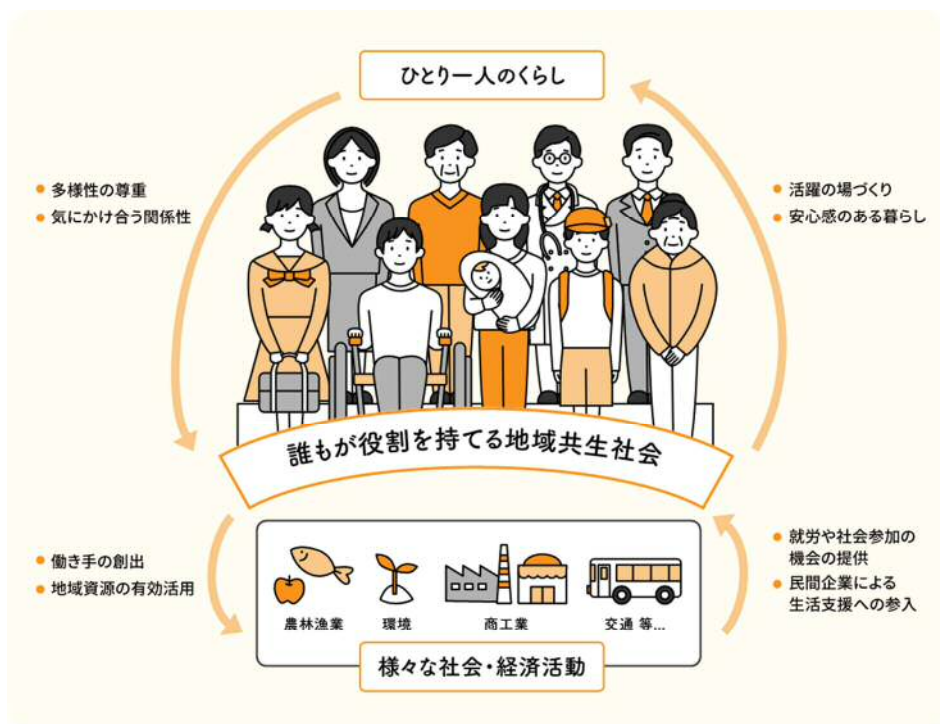 ひとり一人のくらし
多様性の尊重
気にかけ合う関係性
活躍の場づくり
安心感のある暮らし
誰もが役割を持てる地域共生社会
働き手の創出
地域資源の有効活用
就労や社会参加の
機会の提供
民間企業による
生活支援への参入
農林漁業
環境
商工業
交通 等...
様々な社会・経済活動